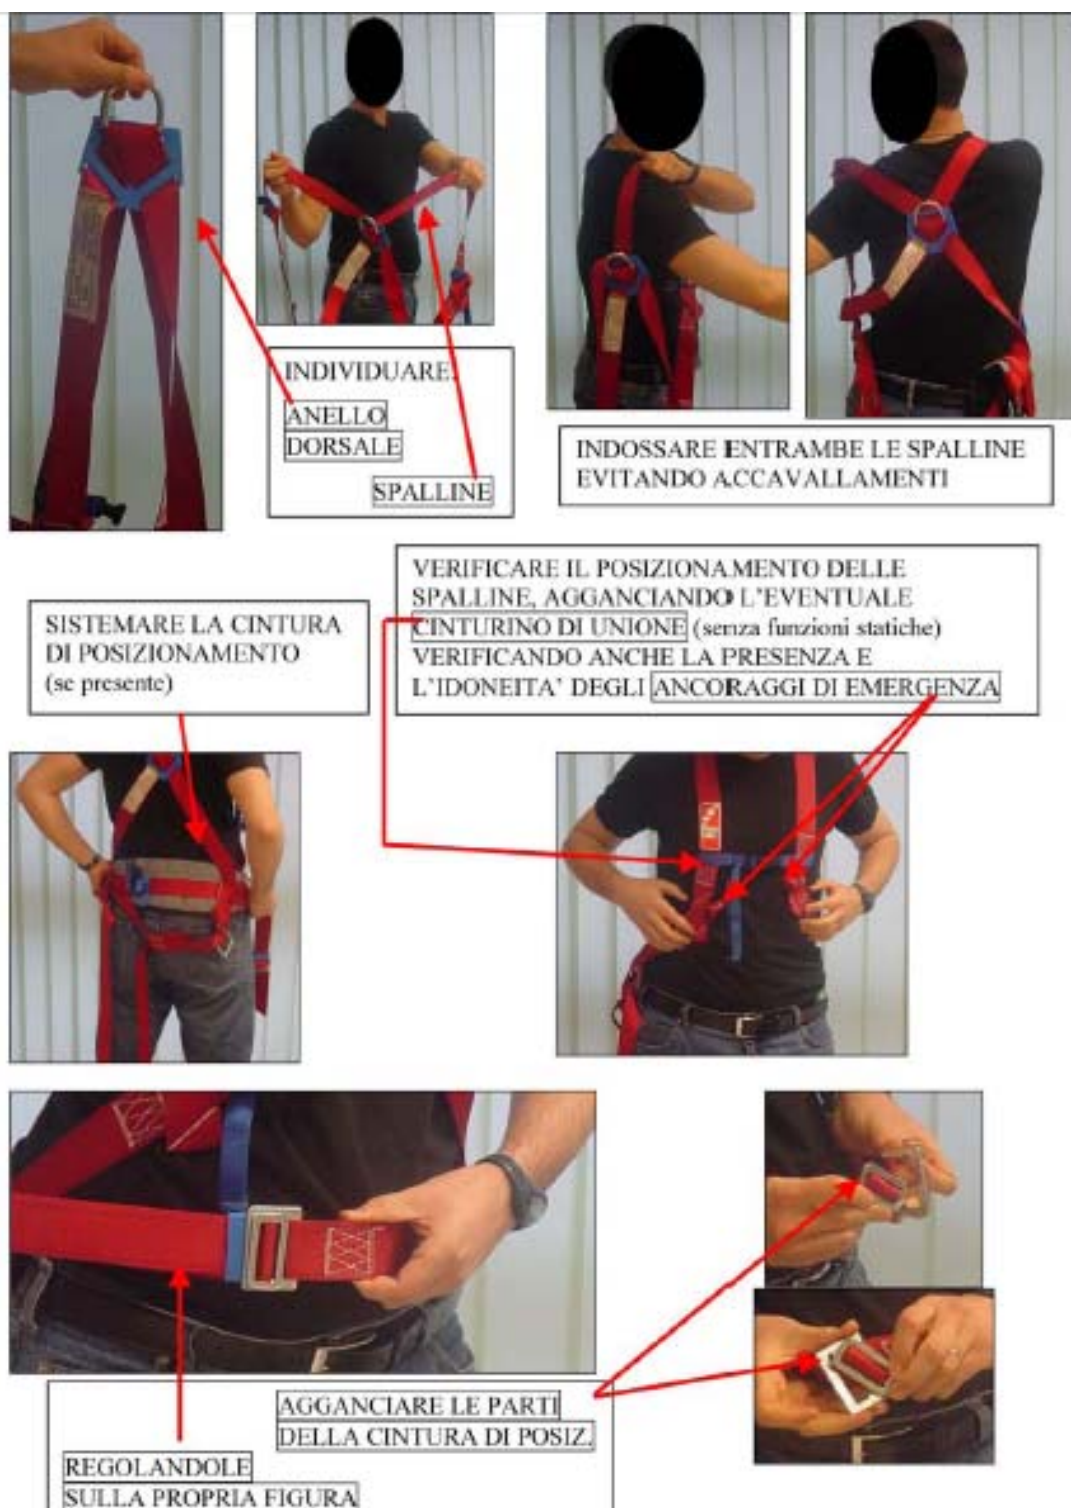 INDIVIDUARE:
ANELLO
DORSALE
SPALLINE
INDOSSARE ENTRAMBE LE SPALLINE
EVITANDO ACCAVALLAMENTI
SISTEMARE LA CINTURA
DI POSIZIONAMENTO
(se presente)
VERIFICARE IL POSIZIONAMENTO DELLE
SPALLINE, AGGANCIANDO L'EVENTUALE
CINTURINO DI UNIONE (senza funzioni statiche)
VERIFICANDO ANCHE LA PRESENZA E
L'IDONEITA' DEGLI ANCORAGGI DI EMERGENZA
AGGANCIARE LE PARTI
DELLA CINTURA DI POSIZ.
REGOLANDOLE
SULLA PROPRIA FIGURA